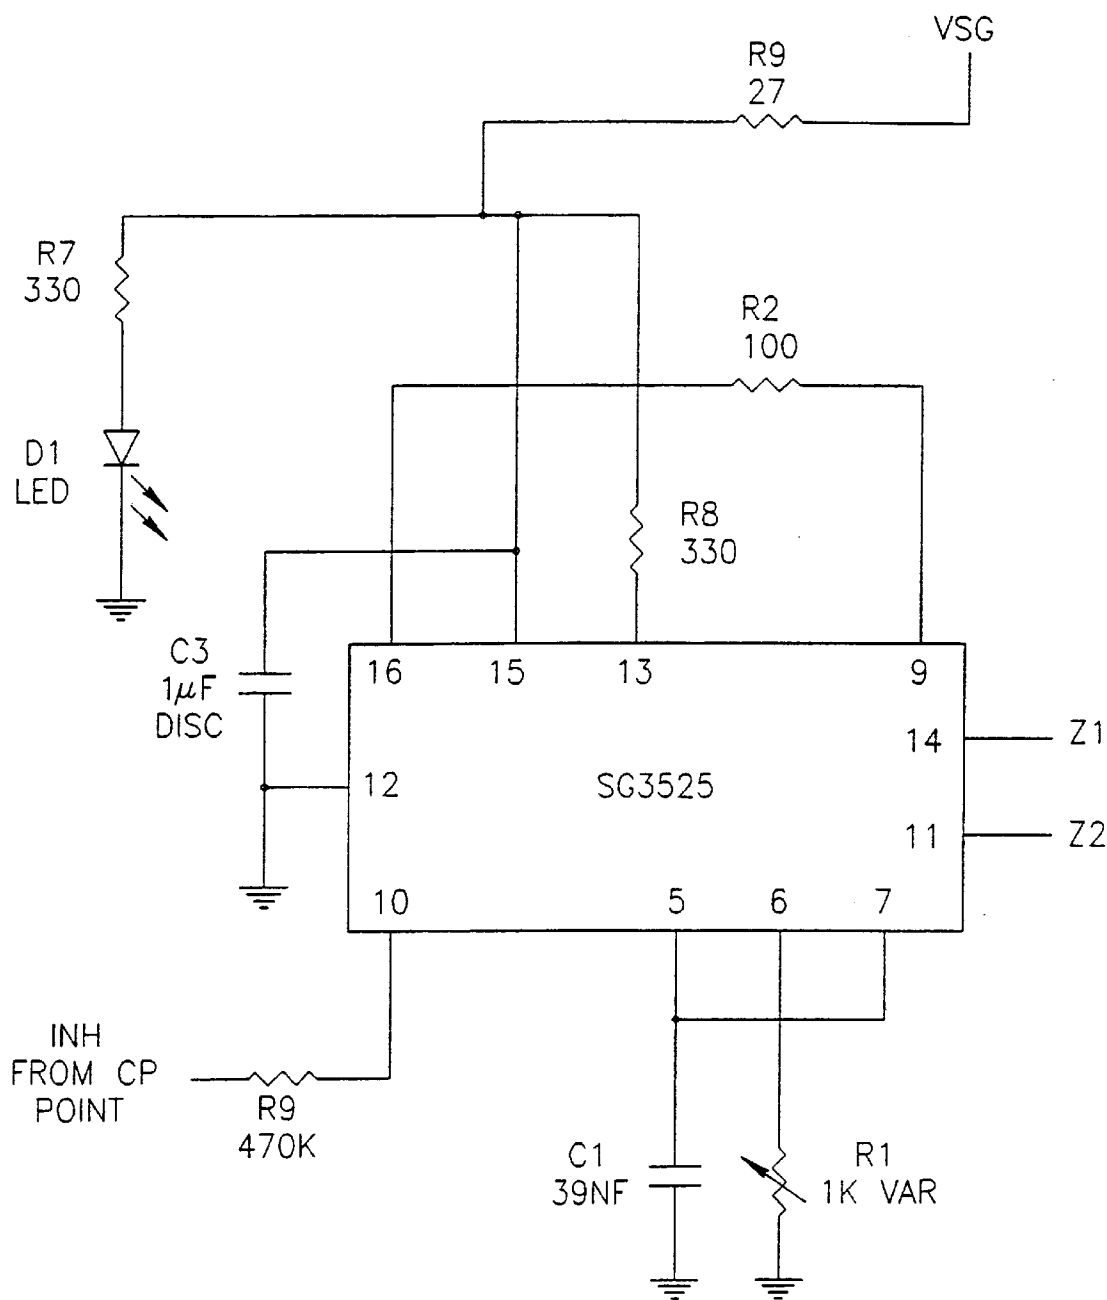 VSG
R9
27
R7
330
R2
100
D1
LED
R8
330
C3
1µF
DISC
16
15
13
9
14
Z1
12
SG3525
11
Z2
10
5
6
7
INH
FROM CP
POINT
R9
470K
C1
39NF
R1
1K VAR